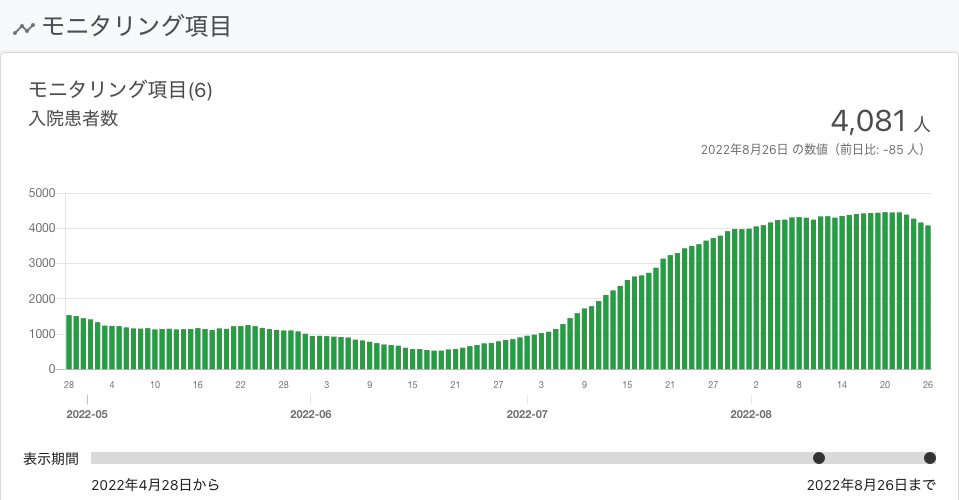 モニタリング項目
モニタリング項目(6)
入院患者数
4,081 人
2022年8月26日 の数値（前日比: -85 人）
5000
4000
3000
2000
1000
0
28 4 10 16 22 28 3 9 15 21 27 3 9 15 21 27 2 8 14 20 26
2022-05 2022-06 2022-07 2022-08
表示期間
2022年4月28日から 2022年8月26日まで